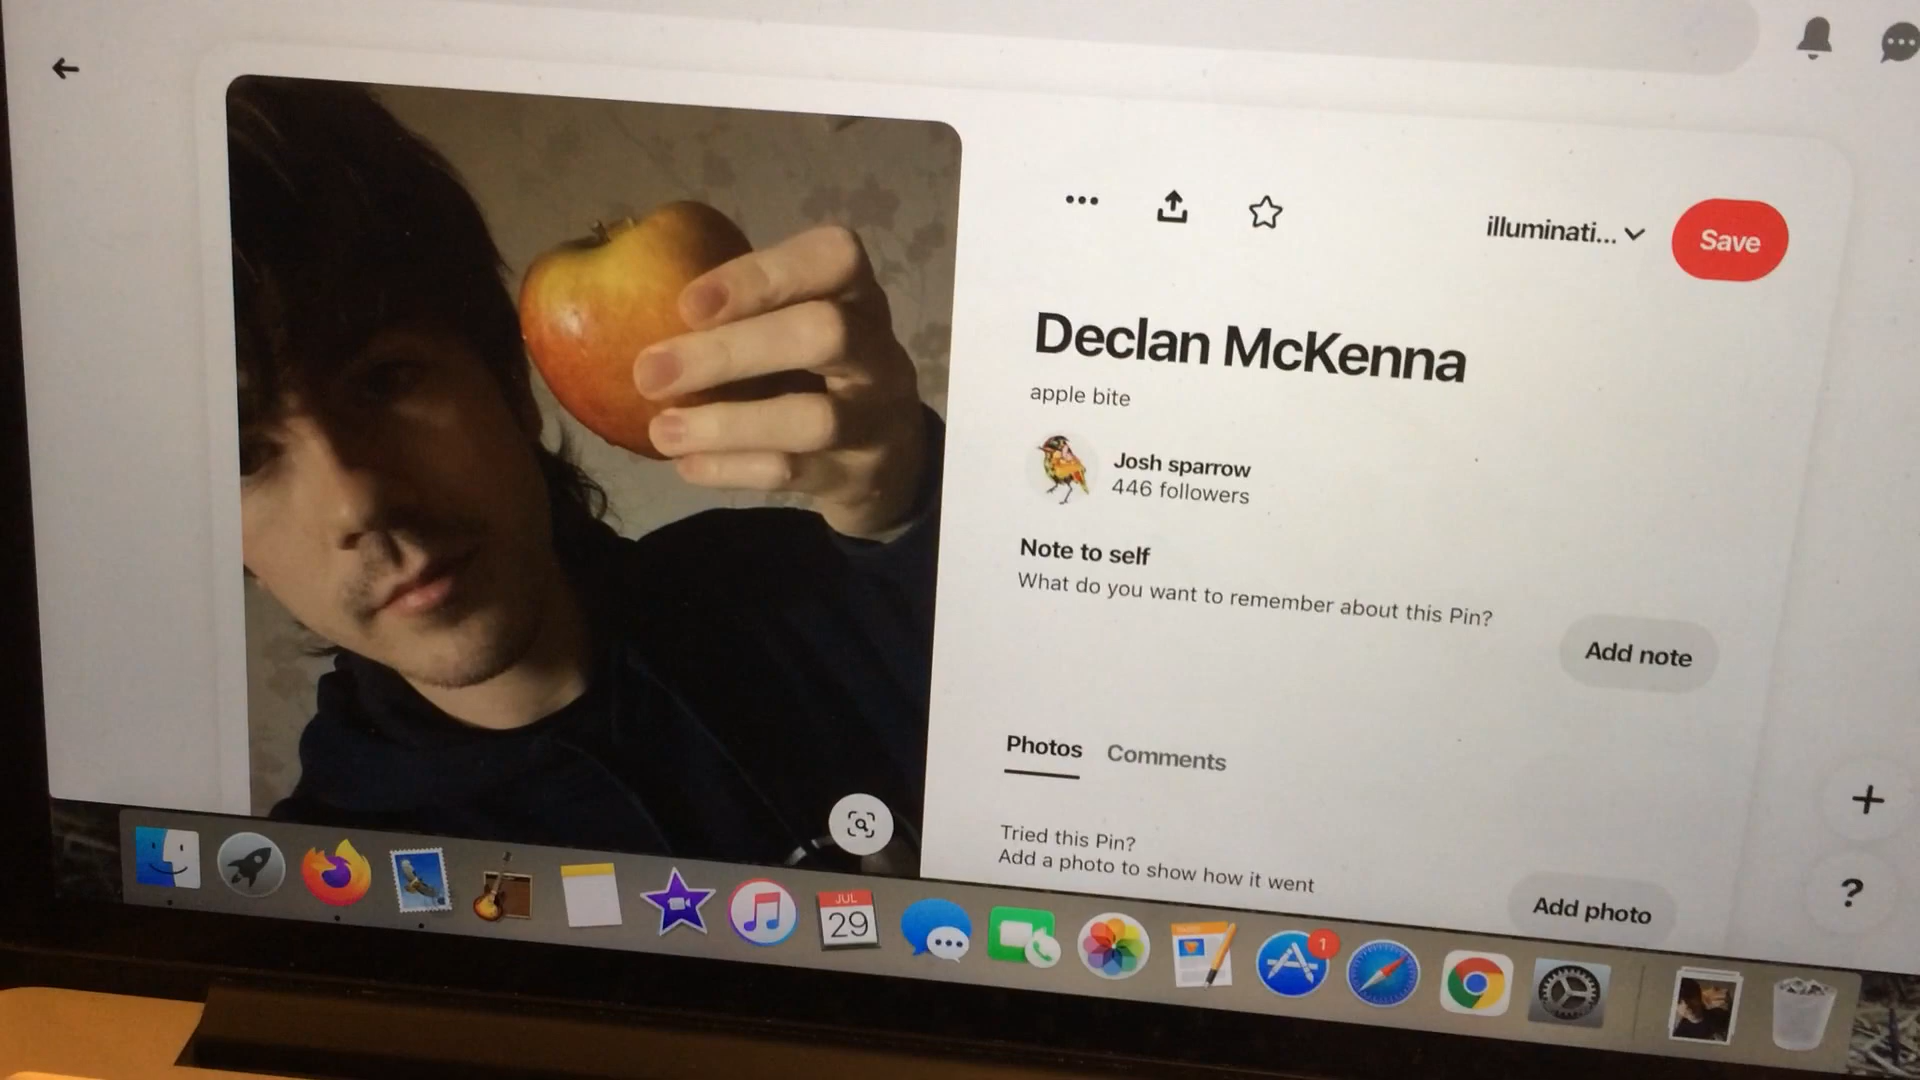 illuminati...
Save
Declan McKenna
apple bite
Josh sparrow
446 followers
Note to self
What do you want to remember about this Pin?
Add note
Photos Comments
Tried this Pin?
Add a photo to show how it went
Add photo
?
JUL
29
1